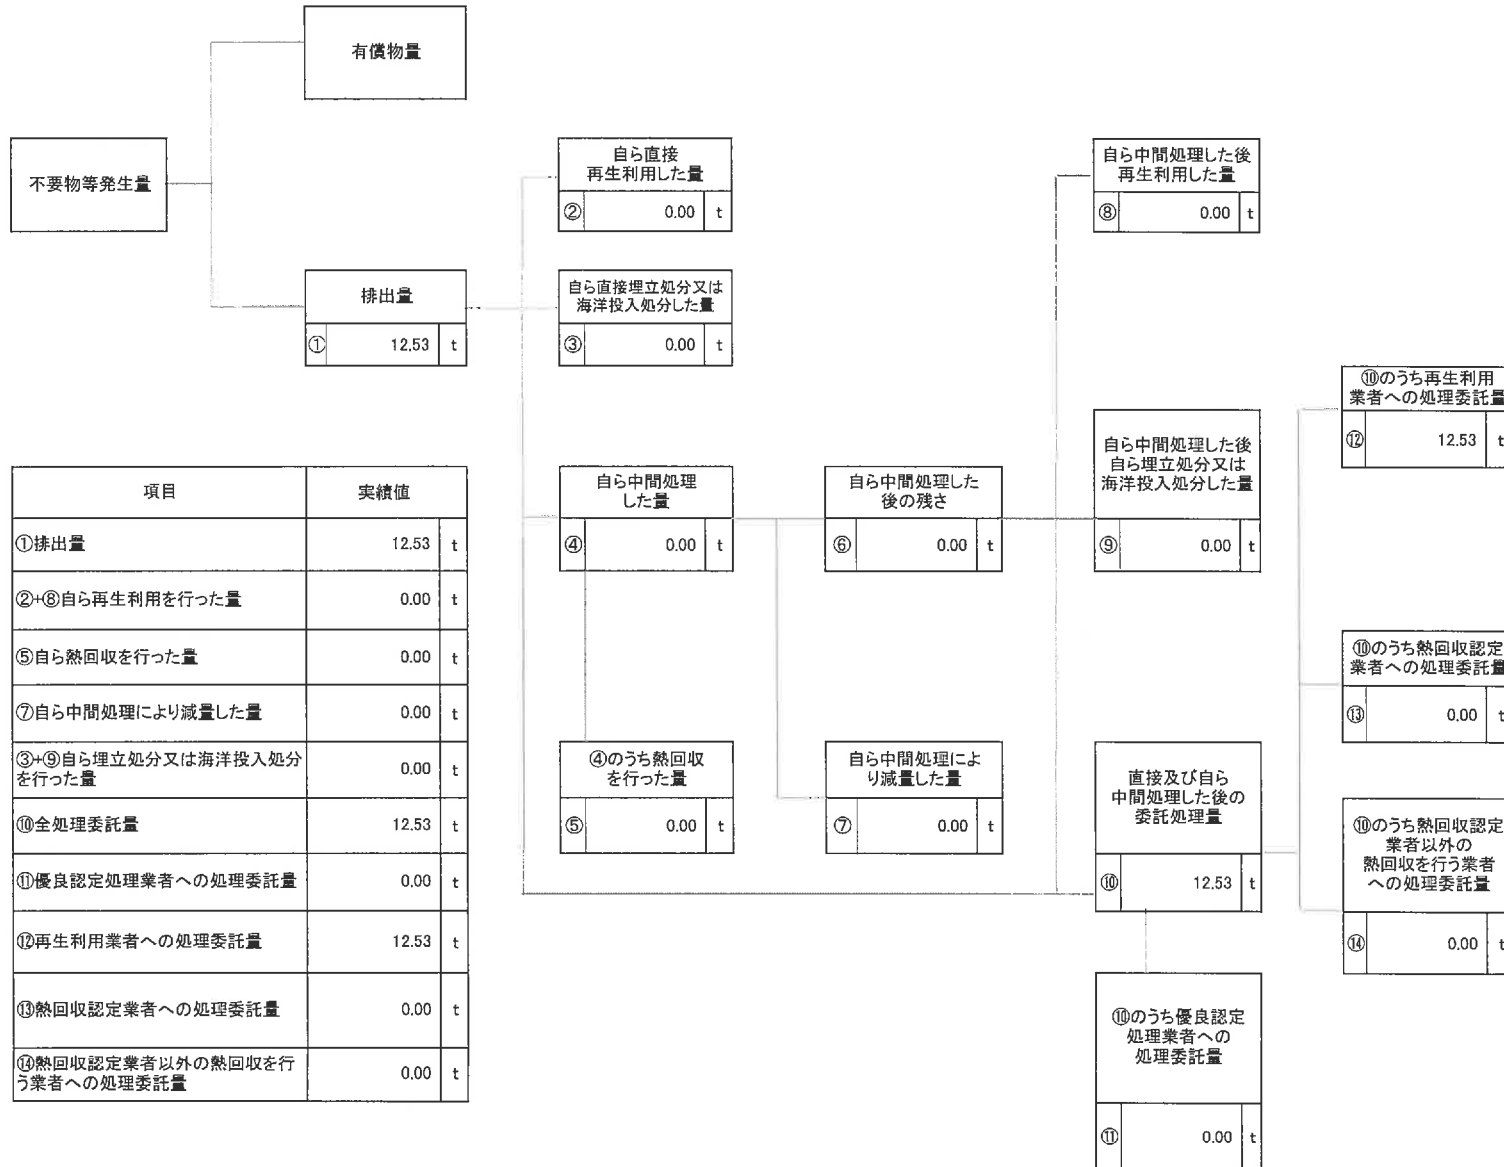 有償物量
不要物等発生量
排出量
① 12.53 t
自ら直接
再生利用した量
② 0.00 t
自ら直接埋立処分又は
海洋投入処分した量
③ 0.00 t
自ら中間処理
した量
④ 0.00 t
④のうち熱回収
を行った量
⑤ 0.00 t
自ら中間処理した
後の残さ
⑥ 0.00 t
自ら中間処理によ
り減量した量
⑦ 0.00 t
自ら中間処理した後
再生利用した量
⑧ 0.00 t
自ら中間処理した後
自ら埋立処分又は
海洋投入処分した量
⑨ 0.00 t
直接及び自ら
中間処理した後の
委託処理量
⑩ 12.53 t
⑩のうち優良認定
処理業者への
処理委託量
⑪ 0.00 t
⑩のうち再生利用
業者への処理委託量
⑫ 12.53 t
⑩のうち熱回収認定
業者への処理委託量
⑬ 0.00 t
⑩のうち熱回収認定
業者以外の
熱回収を行う業者
への処理委託量
⑭ 0.00 t
項目 実績値
①排出量 12.53 t
②+⑧自ら再生利用を行った量 0.00 t
⑤自ら熱回収を行った量 0.00 t
⑦自ら中間処理により減量した量 0.00 t
③+⑨自ら埋立処分又は海洋投入処分
を行った量 0.00 t
⑩全処理委託量 12.53 t
⑪優良認定処理業者への処理委託量 0.00 t
⑫再生利用業者への処理委託量 12.53 t
⑬熱回収認定業者への処理委託量 0.00 t
⑭熱回収認定業者以外の熱回収を行
う業者への処理委託量 0.00 t